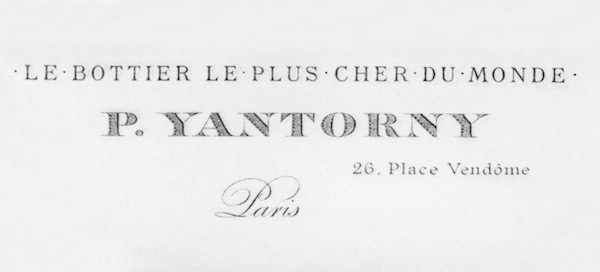 ·LE·BOTTIER LE·PLUS·CHER·DU·MONDE·
P. YANTORNY
26, Place Vendôme
Paris